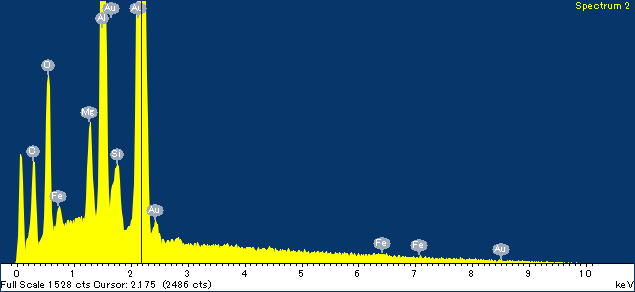 Spectrum 2
Au
Al
Au
O
Mg
C
Si
Fe
Au
Fe
Fe
Au
0 1 2 3 4 5 6 7 8 9 10
Full Scale 1528 cts Cursor: 2.175 (2486 cts) keV